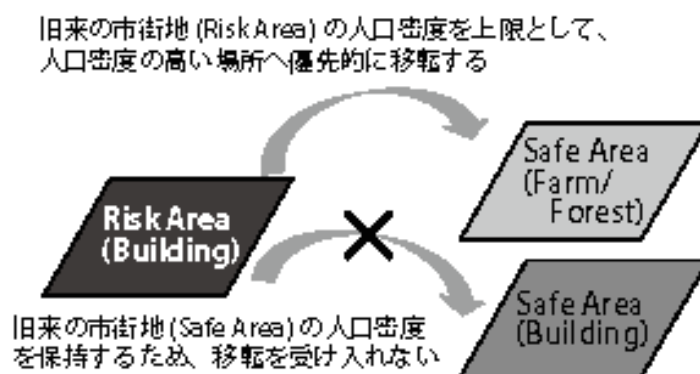 旧来の市街地 (Risk Area) の人口密度を上限として、
人口密度の高い場所へ優先的に移転する
Safe Area
(Farm/
Forest)
Risk Area
(Building)
Safe Area
(Building)
旧来の市街地 (Safe Area) の人口密度
を保持するため、移転を受け入れない